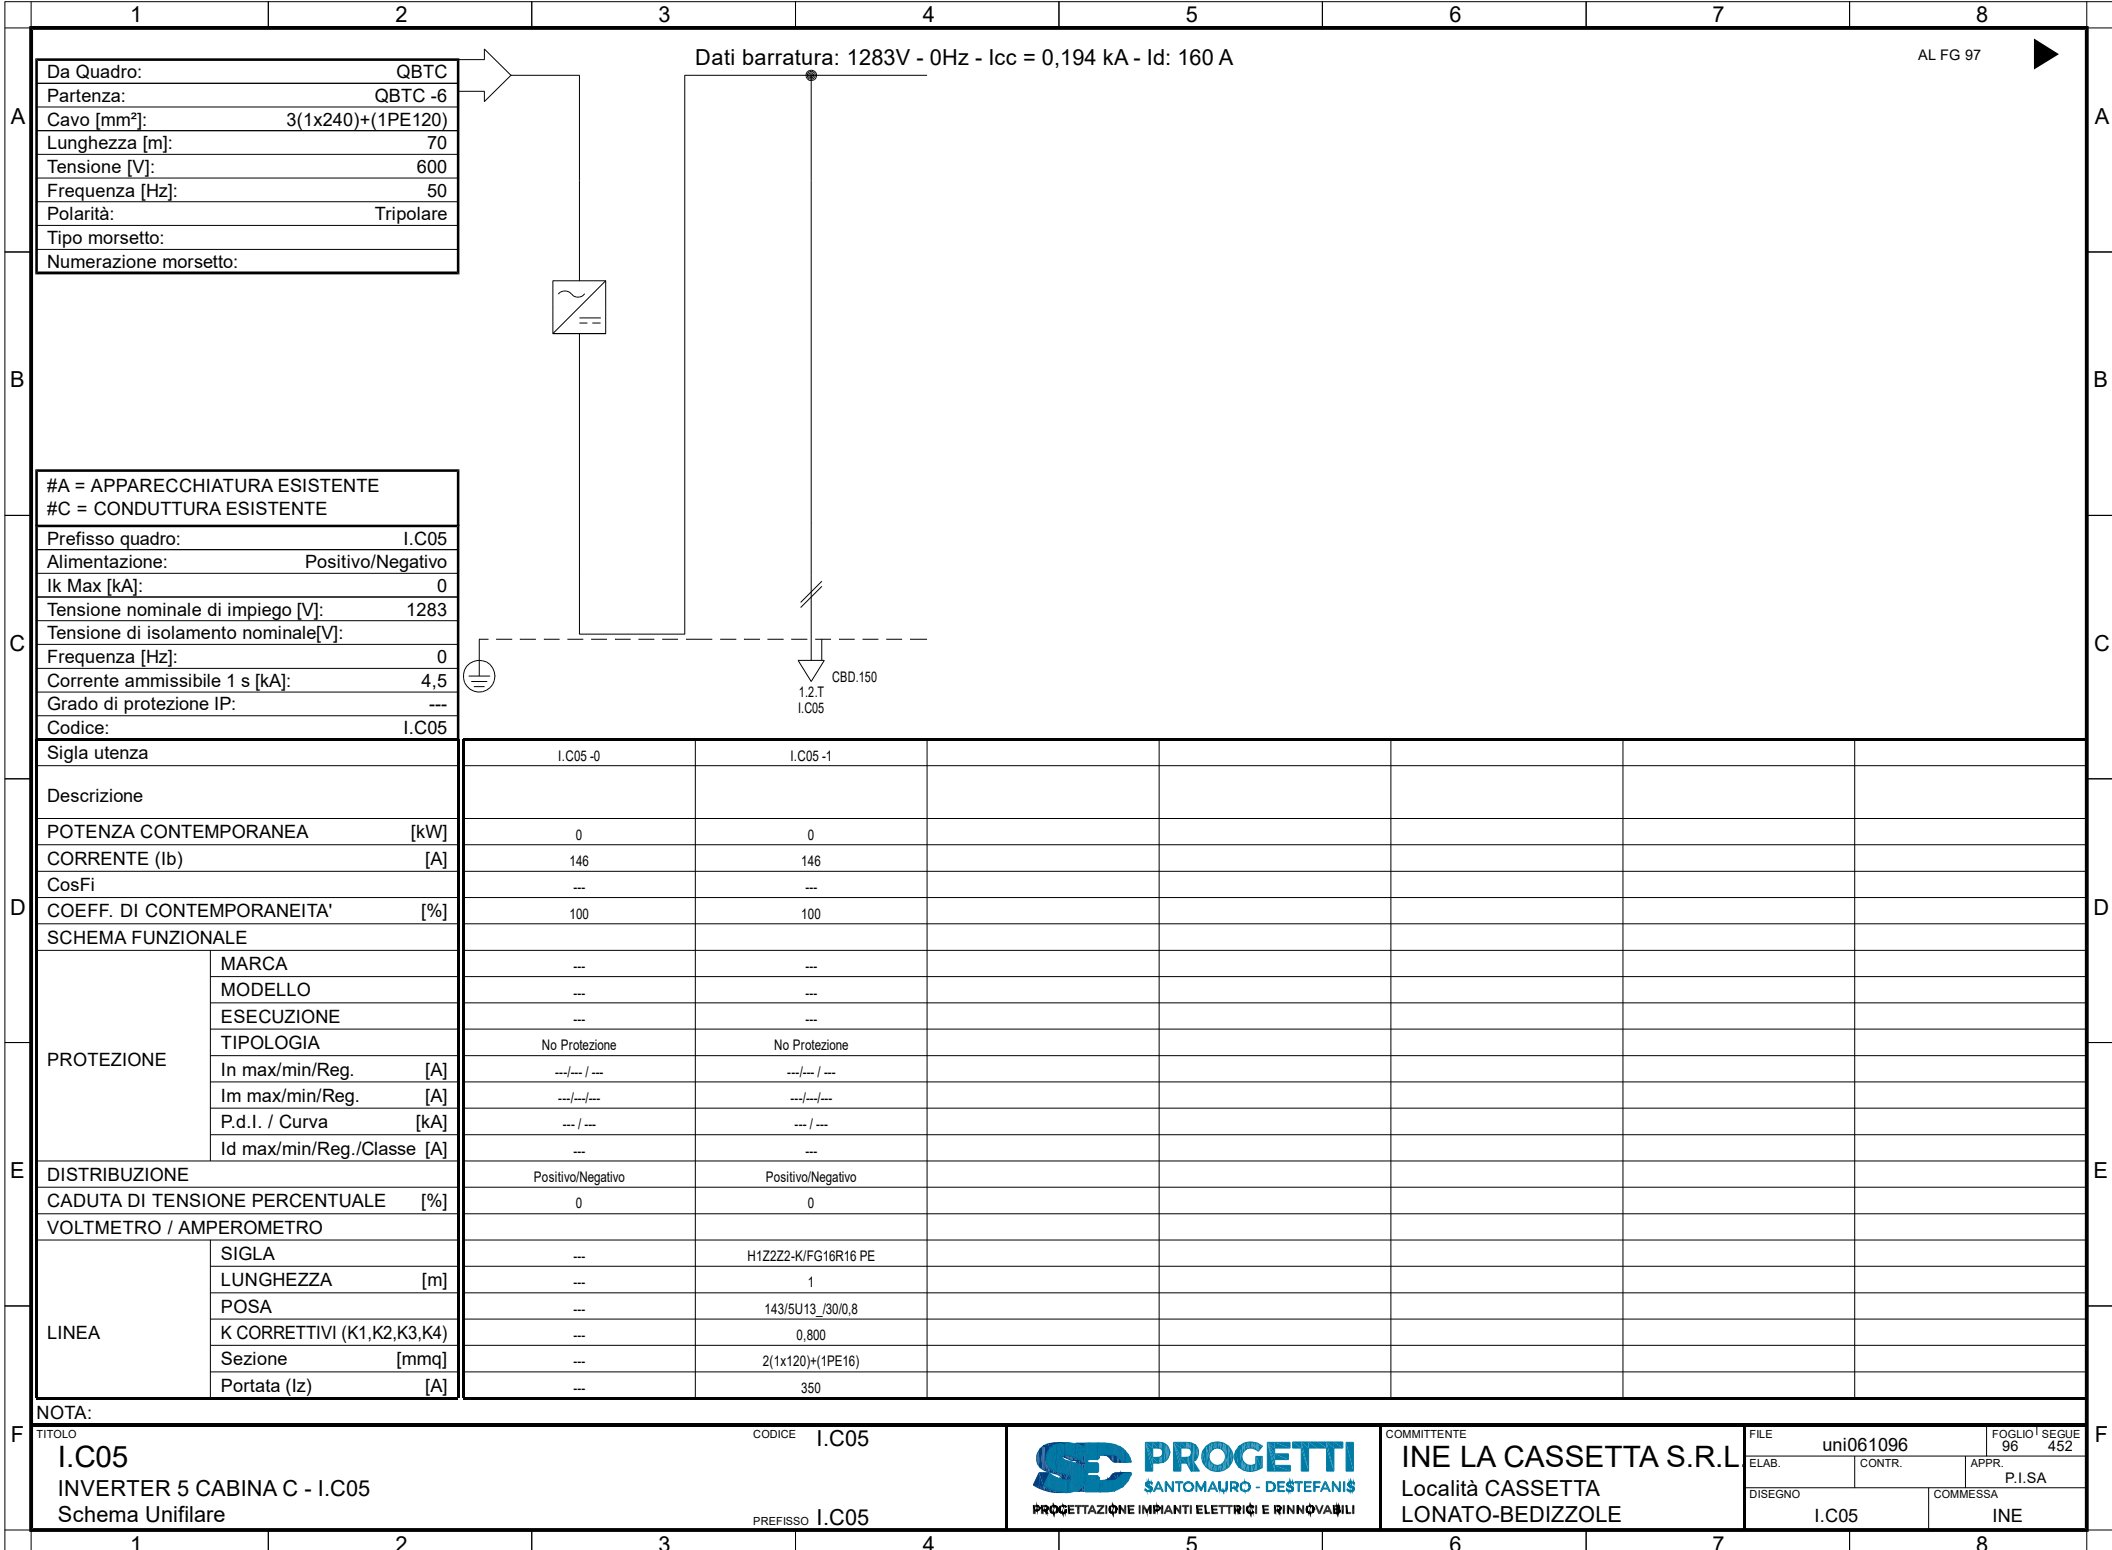 1 2 3 4 5 6 7 8
Dati barratura: 1283V - 0Hz - Icc = 0,194 kA - Id: 160 A
AL FG 97
Da Quadro: QBTC
Partenza: QBTC -6
Cavo [mm²]: 3(1x240)+(1PE120)
Lunghezza [m]: 70
Tensione [V]: 600
Frequenza [Hz]: 50
Polarità: Tripolare
Tipo morsetto:
Numerazione morsetto:
A A
B B
#A = APPARECCHIATURA ESISTENTE
#C = CONDUTTURA ESISTENTE
Prefisso quadro: I.C05
Alimentazione: Positivo/Negativo
Ik Max [kA]: 0
Tensione nominale di impiego [V]: 1283
Tensione di isolamento nominale[V]:
Frequenza [Hz]: 0
Corrente ammissibile 1 s [kA]: 4,5
Grado di protezione IP: ---
Codice: I.C05
C C
CBD.150
1.2.T
I.C05
Sigla utenza I.C05 -0 I.C05 -1
Descrizione
POTENZA CONTEMPORANEA [kW] 0 0
CORRENTE (Ib) [A] 146 146
CosFi --- ---
D D
COEFF. DI CONTEMPORANEITA' [%] 100 100
SCHEMA FUNZIONALE
PROTEZIONE
MARCA --- ---
MODELLO --- ---
ESECUZIONE --- ---
TIPOLOGIA No Protezione No Protezione
In max/min/Reg. [A] ---/--- / --- ---/--- / ---
Im max/min/Reg. [A] ---/---/--- ---/---/---
P.d.I. / Curva [kA] --- / --- --- / ---
Id max/min/Reg./Classe [A] --- ---
E E
DISTRIBUZIONE Positivo/Negativo Positivo/Negativo
CADUTA DI TENSIONE PERCENTUALE [%] 0 0
VOLTMETRO / AMPEROMETRO
LINEA
SIGLA --- H1Z2Z2-K/FG16R16 PE
LUNGHEZZA [m] --- 1
POSA --- 143/5U13_/30/0,8
K CORRETTIVI (K1,K2,K3,K4) --- 0,800
Sezione [mmq] --- 2(1x120)+(1PE16)
Portata (Iz) [A] --- 350
NOTA:
F F
TITOLO
I.C05
INVERTER 5 CABINA C - I.C05
Schema Unifilare
CODICE I.C05
PREFISSO I.C05
PROGETTI
SANTOMAURO - DESTEFANIS
PROGETTAZIONE IMPIANTI ELETTRICI E RINNOVABILI
COMMITTENTE
INE LA CASSETTA S.R.L.
Località CASSETTA
LONATO-BEDIZZOLE
FILE uni061096
FOGLIO 96 SEGUE 452
ELAB. CONTR. APPR. P.I.SA
DISEGNO I.C05
COMMESSA INE
1 2 3 4 5 6 7 8